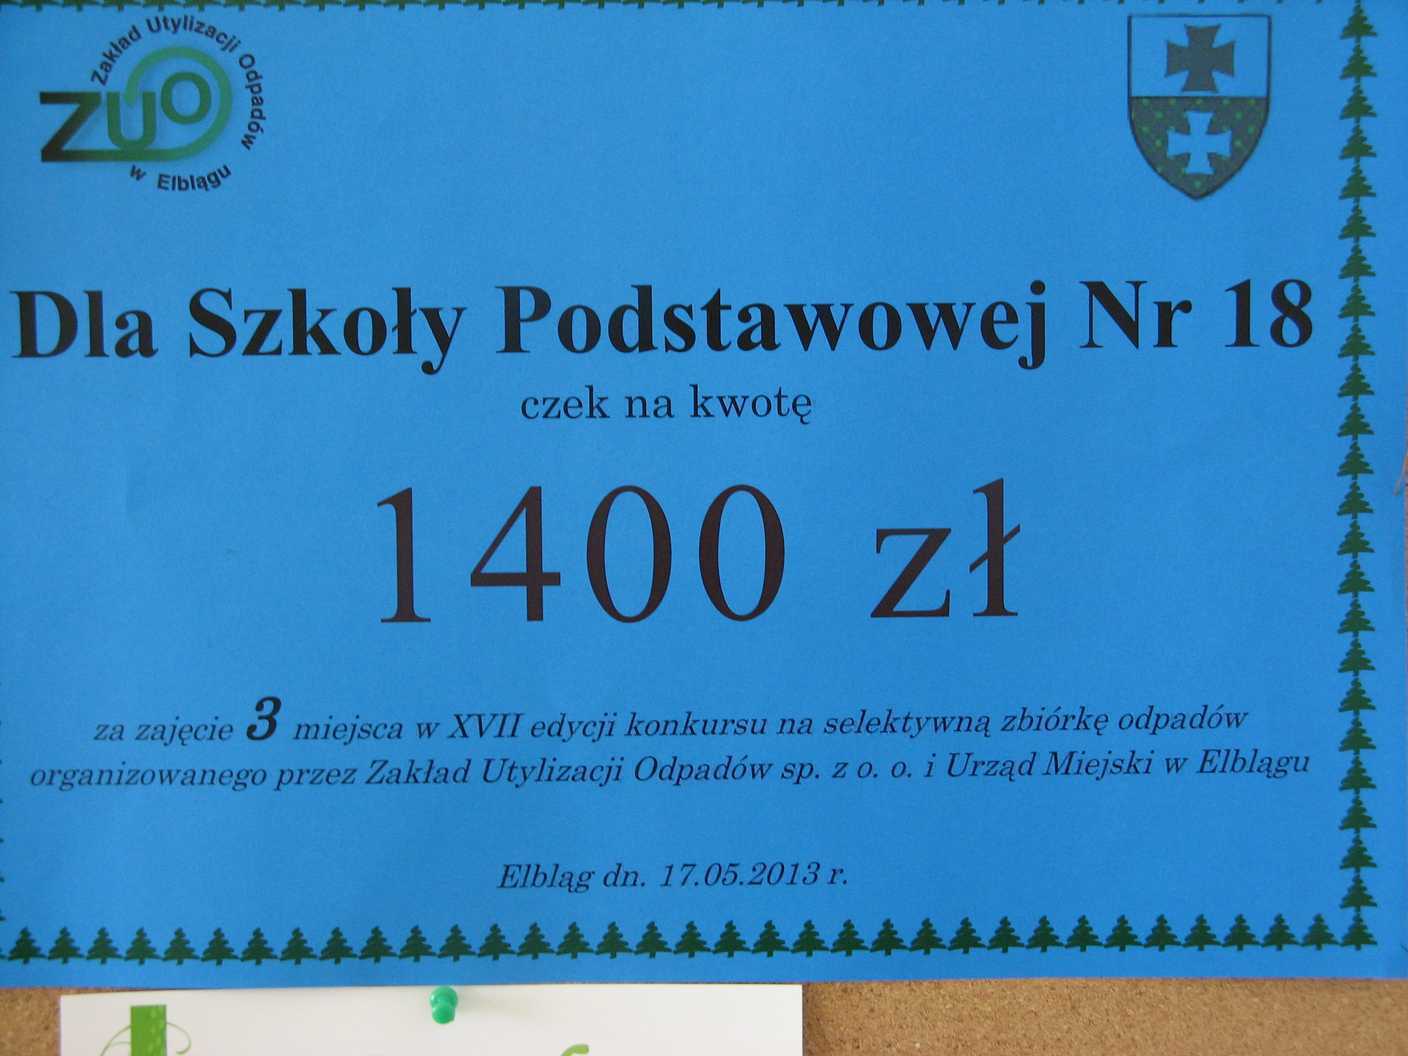 Zakład Utylizacji Odpadów
ZUO
w Elblągu
Dla Szkoły Podstawowej Nr 18
czek na kwotę
1400 zł
za zajęcie 3 miejsca w XVII edycji konkursu na selektywną zbiórkę odpadów
organizowanego przez Zakład Utylizacji Odpadów sp. z o. o. i Urząd Miejski w Elblągu
Elbląg dn. 17.05.2013 r.